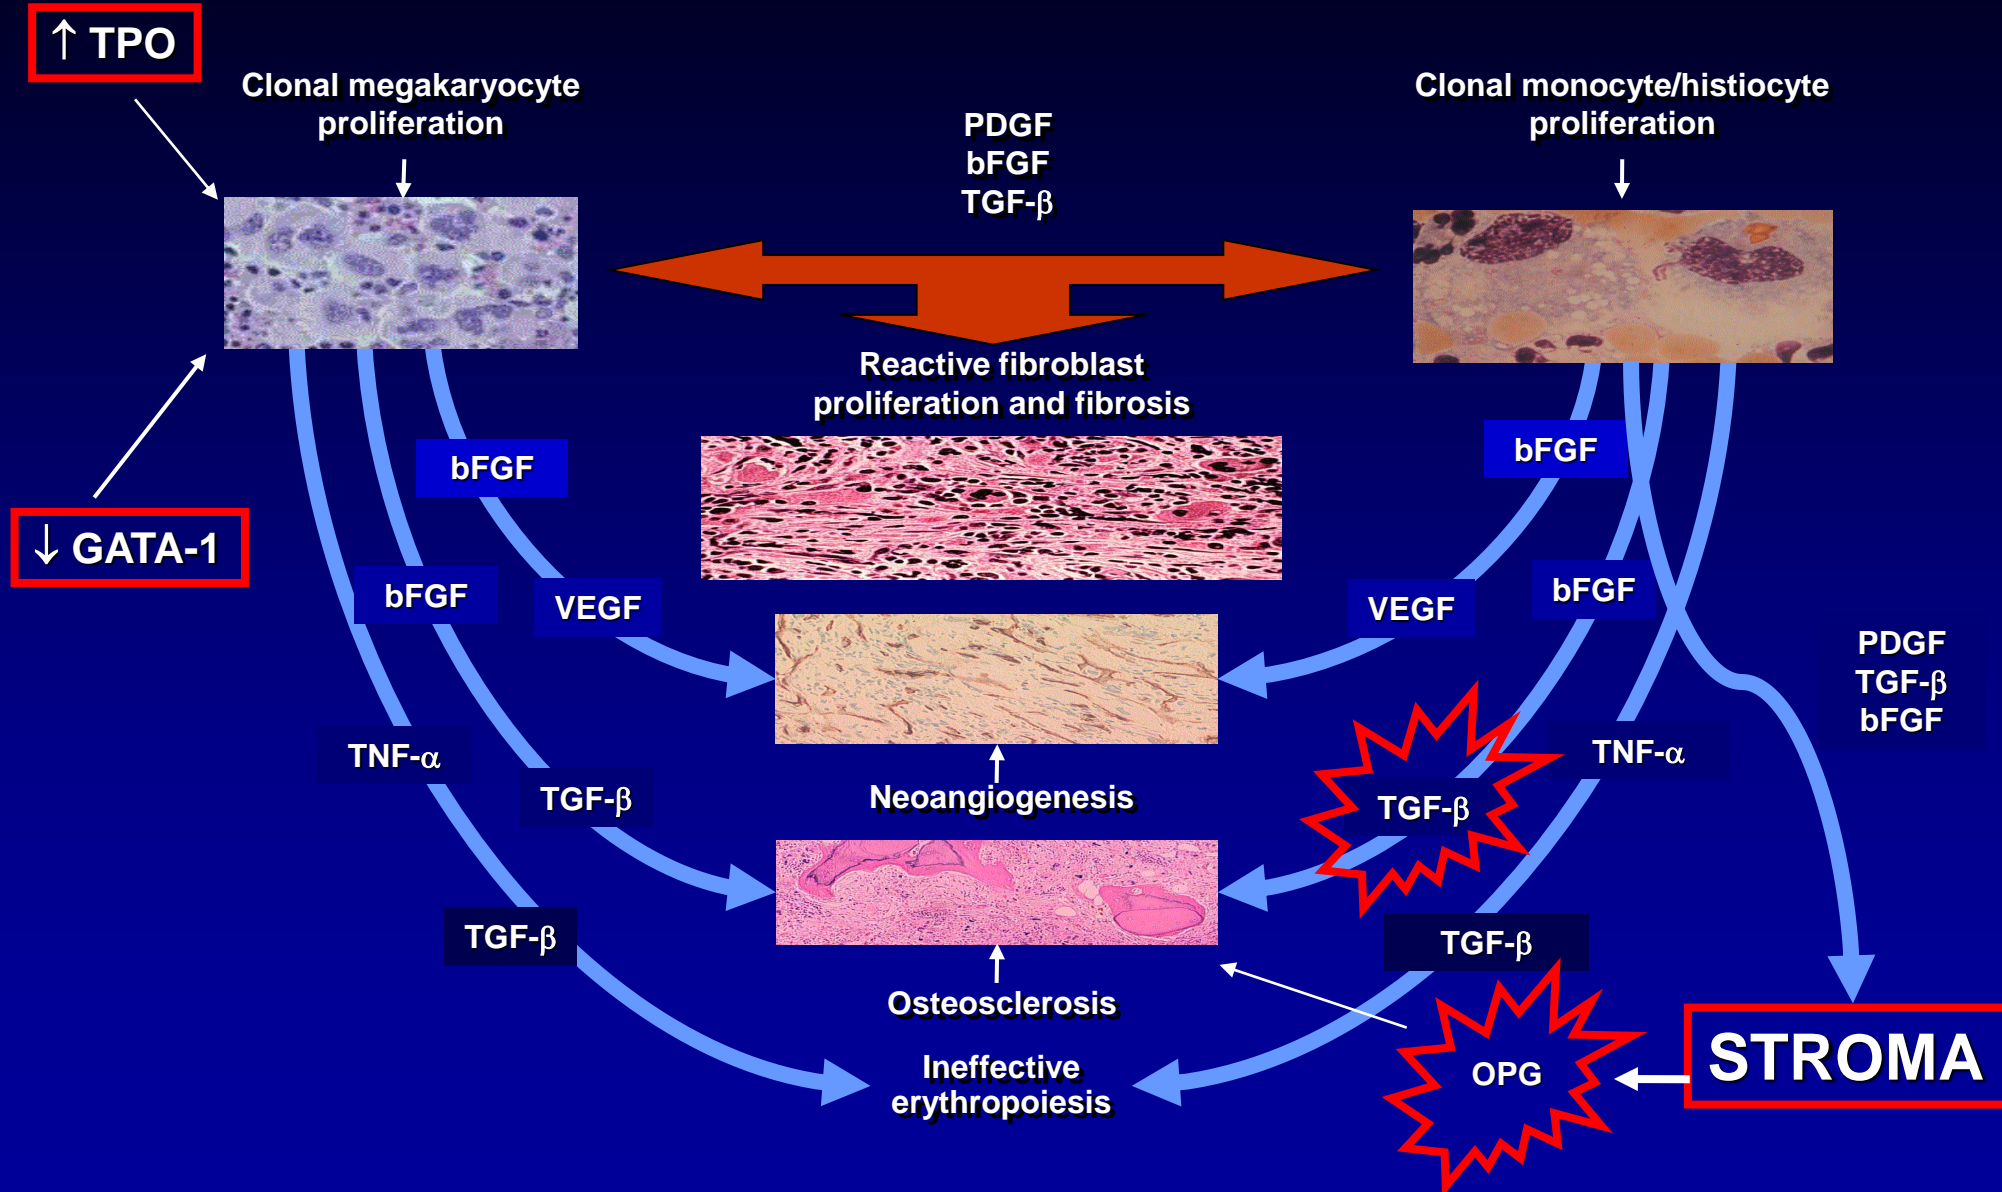 ↑ TPO
Clonal megakaryocyte
proliferation
PDGF
bFGF
TGF-β
Clonal monocyte/histiocyte
proliferation
Reactive fibroblast
proliferation and fibrosis
↓ GATA-1
bFGF
bFGF
VEGF
TNF-α
TGF-β
TGF-β
bFGF
VEGF
bFGF
PDGF
TGF-β
bFGF
TGF-β
TNF-α
TGF-β
Neoangiogenesis
Osteosclerosis
Ineffective
erythropoiesis
OPG
STROMA